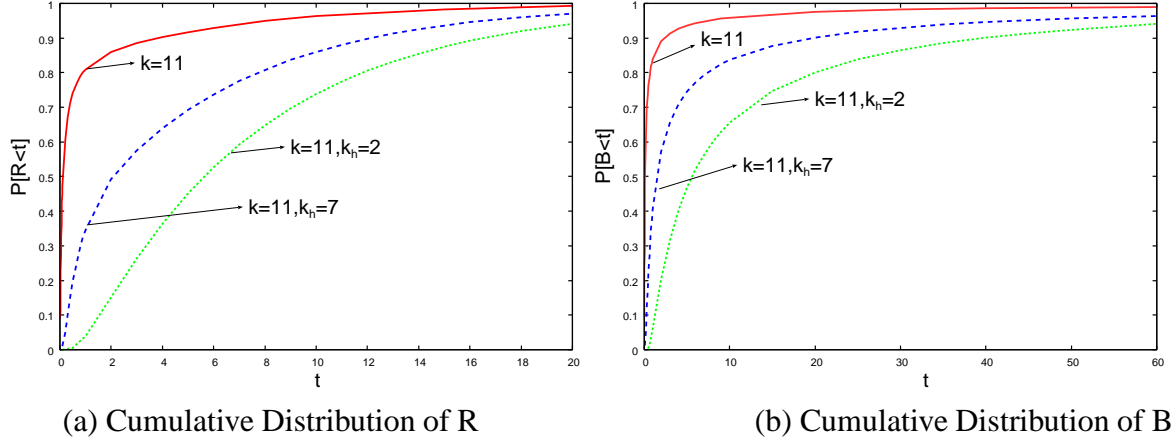 P[R<t]
1
0.9
0.8
0.7
0.6
0.5
0.4
0.3
0.2
0.1
0
k=11
k=11,kₕ=2
k=11,kₕ=7
0 2 4 6 8 10 12 14 16 18 20
t
(a) Cumulative Distribution of R
P[B<t]
1
0.9
0.8
0.7
0.6
0.5
0.4
0.3
0.2
0.1
0
k=11
k=11,kₕ=2
k=11,kₕ=7
0 10 20 30 40 50 60
t
(b) Cumulative Distribution of B